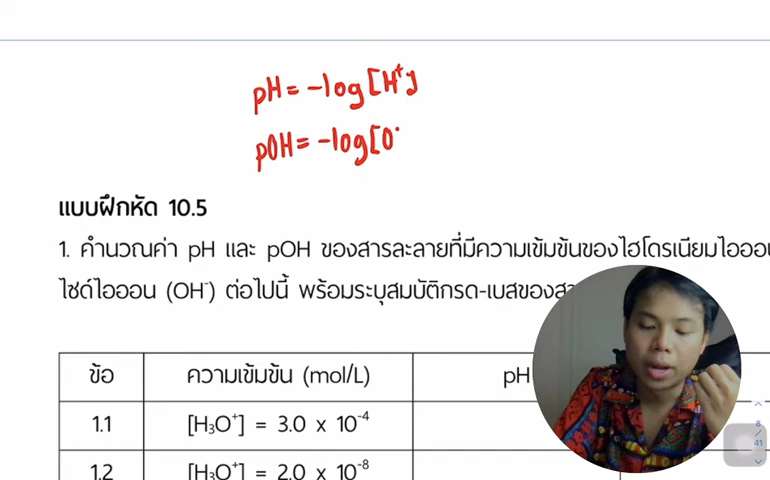 pH = -log[H⁺]
pOH = -log[O
แบบฝึกหัด 10.5
1. คำนวณค่า pH และ pOH ของสารละลายที่มีความเข้มข้นของไฮโดรเนียมไอออน
ไซด์ไอออน (OH⁻) ต่อไปนี้ พร้อมระบุสมบัติกรด-เบสของ
ข้อ ความเข้มข้น (mol/L) pH
1.1 [H₃O⁺] = 3.0 x 10⁻⁴
1.2 [H₃O⁺] = 2.0 x 10⁻⁸
8
/
41